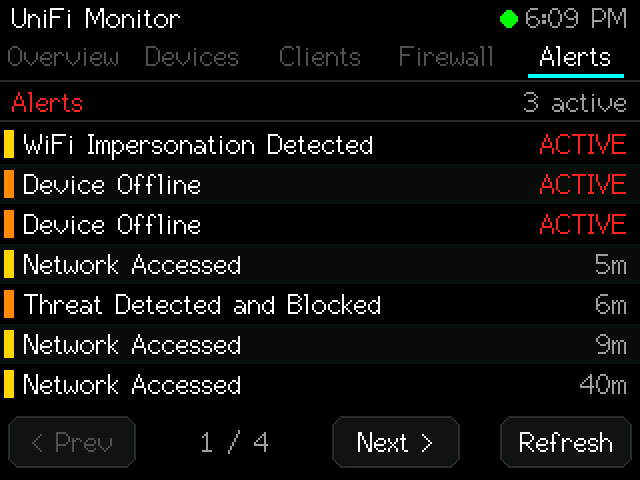 UniFi Monitor 6:09 PM
Overview Devices Clients Firewall Alerts
Alerts 3 active
WiFi Impersonation Detected ACTIVE
Device Offline ACTIVE
Device Offline ACTIVE
Network Accessed 5m
Threat Detected and Blocked 6m
Network Accessed 9m
Network Accessed 40m
< Prev 1 / 4 Next > Refresh